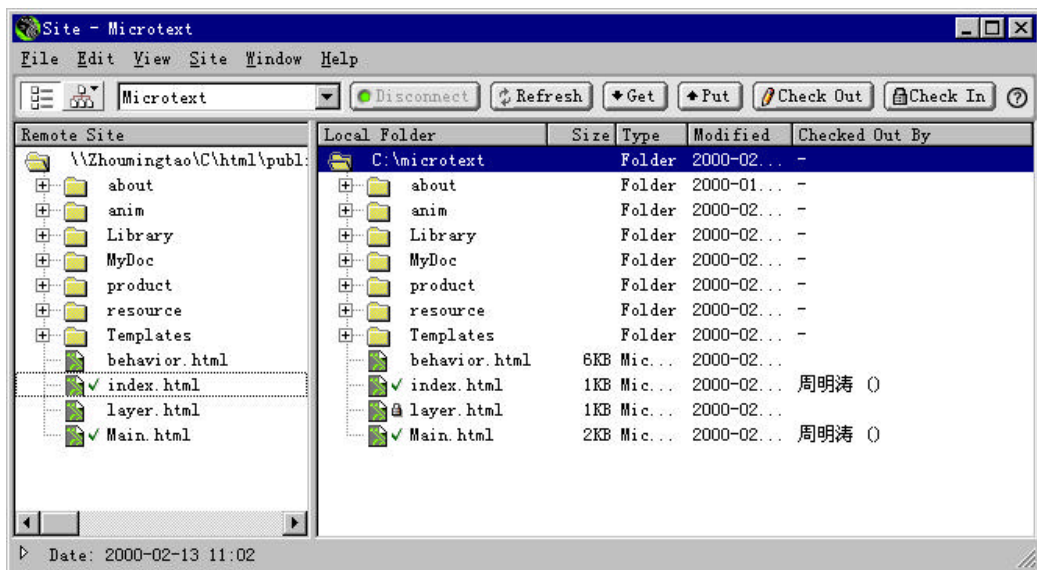 Site - Microtext
File Edit View Site Window Help
Microtext Disconnect Refresh Get Put Check Out Check In
Remote Site
\\Zhoumingtao\C\html\publ
about
anim
Library
MyDoc
product
resource
Templates
behavior.html
index.html
layer.html
Main.html
Local Folder Size Type Modified Checked Out By
C:\microtext Folder 2000-02... -
about Folder 2000-01... -
anim Folder 2000-02... -
Library Folder 2000-02... -
MyDoc Folder 2000-02... -
product Folder 2000-02... -
resource Folder 2000-02... -
Templates Folder 2000-02... -
behavior.html 6KB Mic... 2000-02...
index.html 1KB Mic... 2000-02... 周明涛 ()
layer.html 1KB Mic... 2000-02...
Main.html 2KB Mic... 2000-02... 周明涛 ()
Date: 2000-02-13 11:02